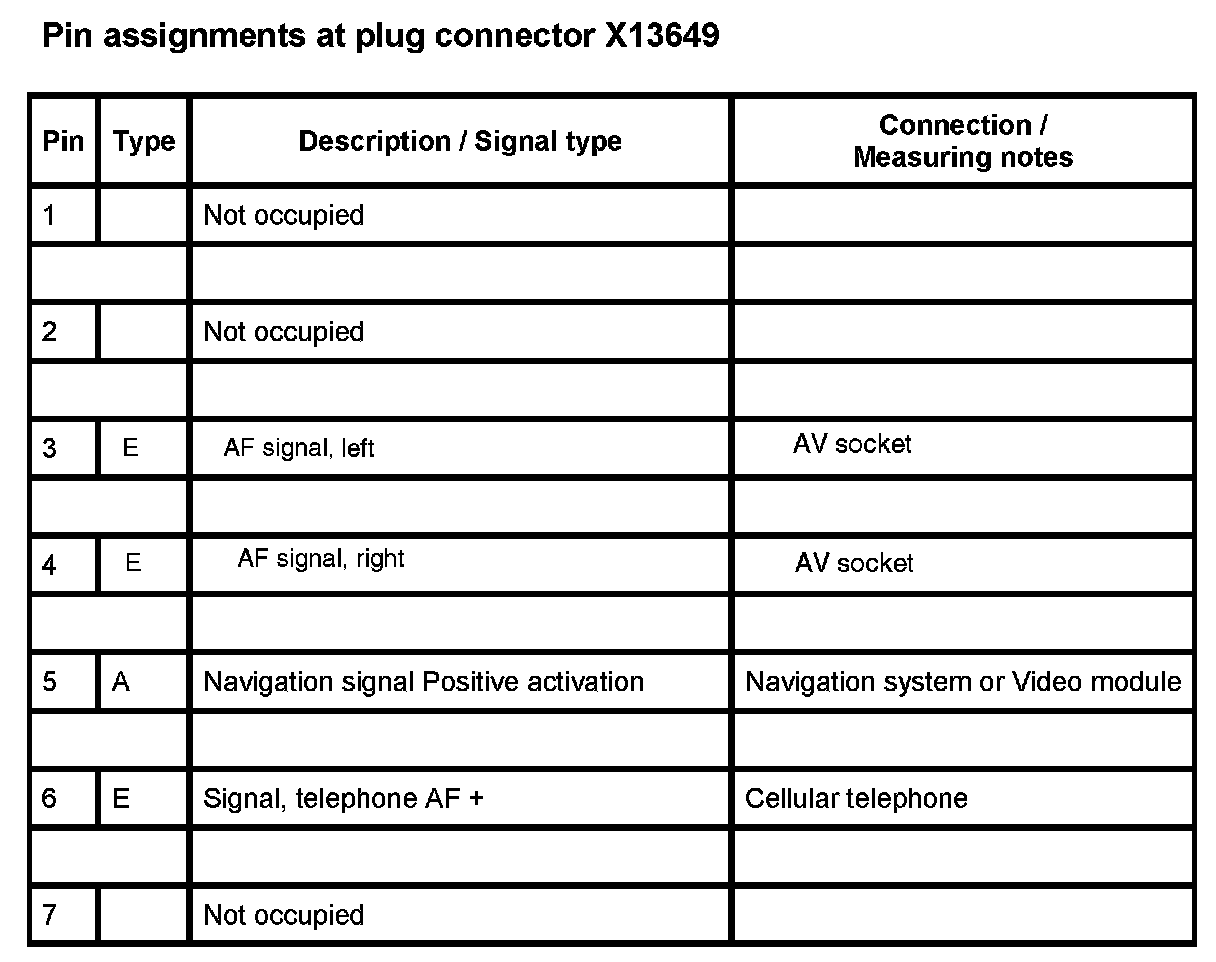 Pin assignments at plug connector X13649
Pin Type Description / Signal type Connection /
Measuring notes
1 Not occupied
2 Not occupied
3 E AF signal, left AV socket
4 E AF signal, right AV socket
5 A Navigation signal Positive activation Navigation system or Video module
6 E Signal, telephone AF + Cellular telephone
7 Not occupied